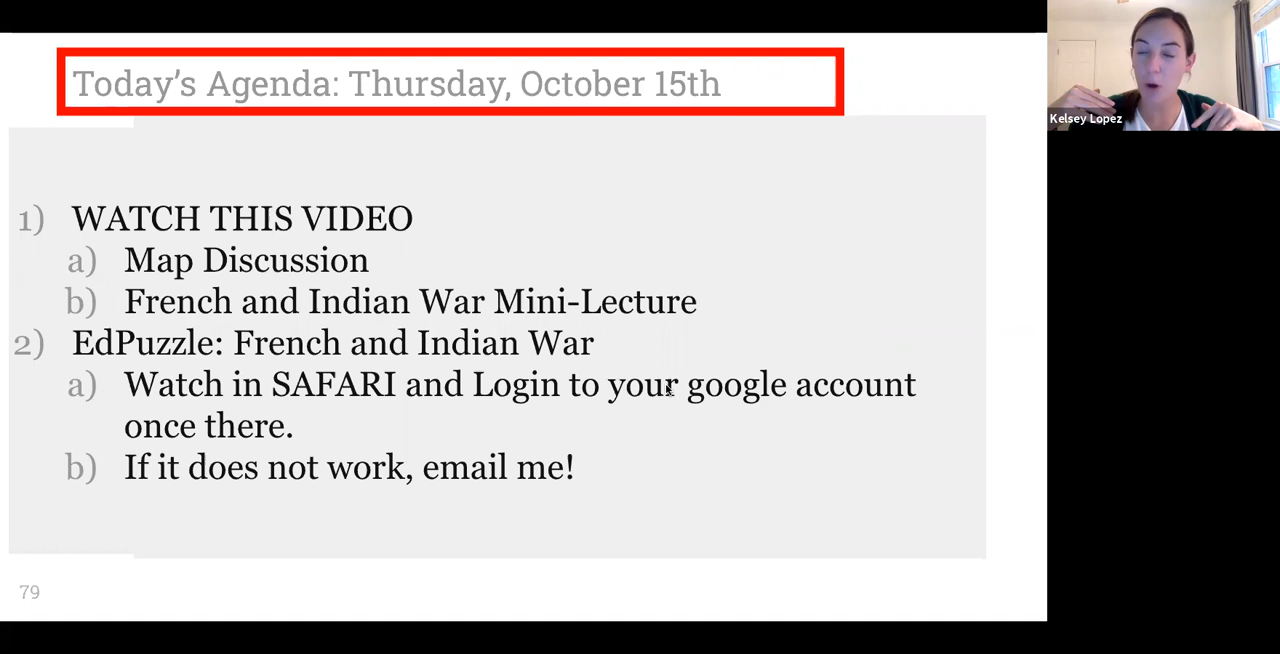 Today's Agenda: Thursday, October 15th
Kelsey Lopez
1) WATCH THIS VIDEO
a) Map Discussion
b) French and Indian War Mini-Lecture
2) EdPuzzle: French and Indian War
a) Watch in SAFARI and Login to your google account
once there.
b) If it does not work, email me!
79